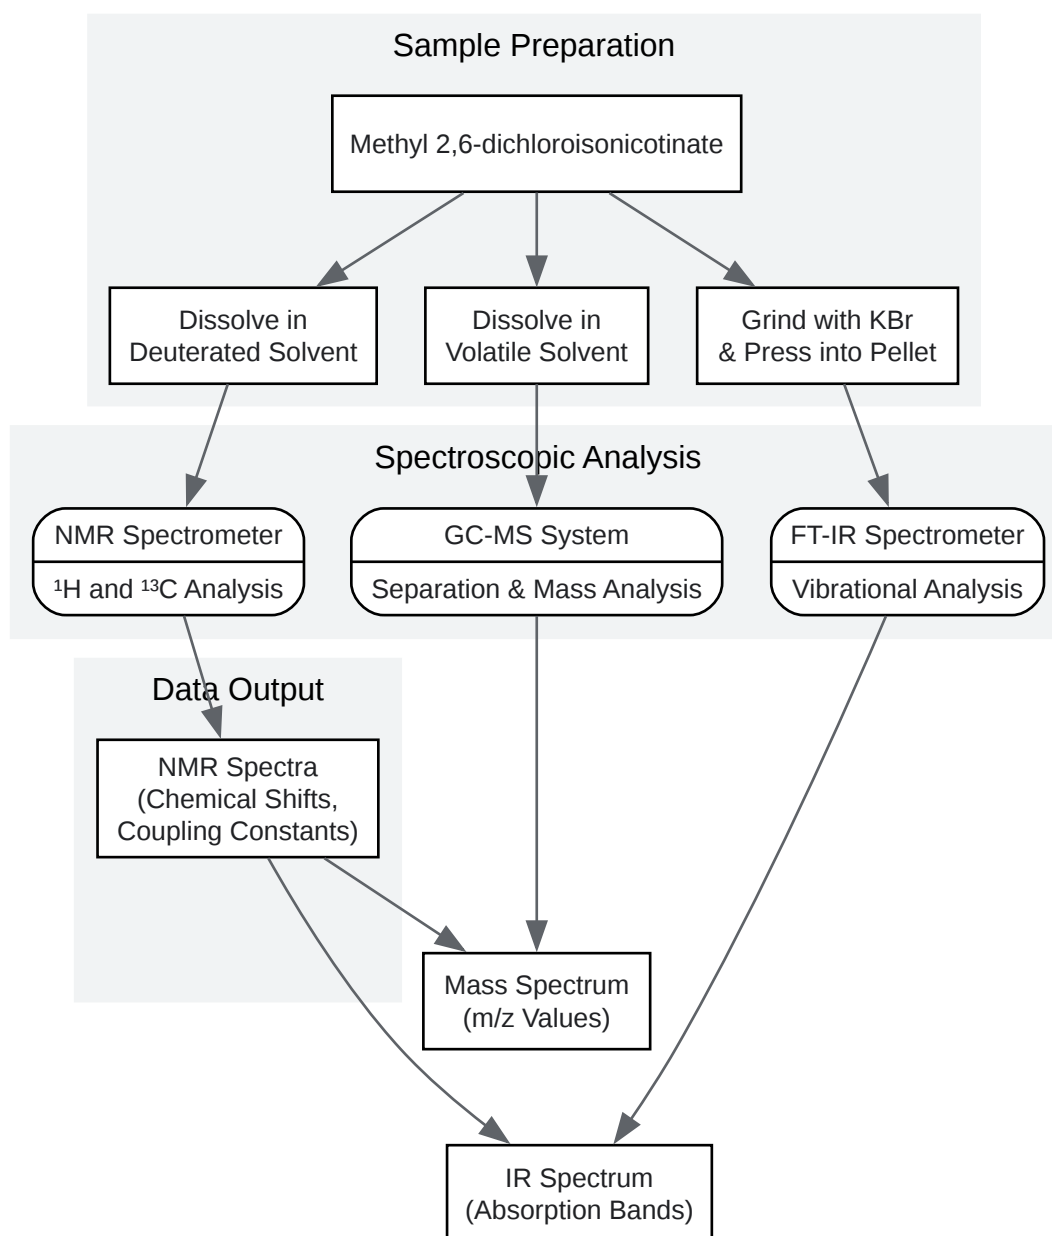 Sample Preparation
Methyl 2,6-dichloroisonicotinate
Dissolve in
Deuterated Solvent
Dissolve in
Volatile Solvent
Grind with KBr
& Press into Pellet
Spectroscopic Analysis
NMR Spectrometer
¹H and ¹³C Analysis
GC-MS System
Separation & Mass Analysis
FT-IR Spectrometer
Vibrational Analysis
Data Output
NMR Spectra
(Chemical Shifts,
Coupling Constants)
Mass Spectrum
(m/z Values)
IR Spectrum
(Absorption Bands)